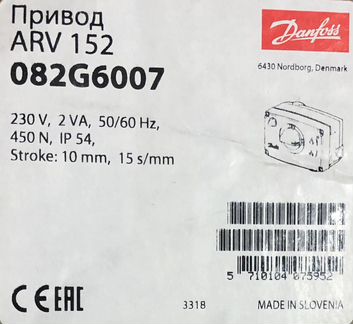 Привод
ARV 152
082G6007
Danfoss
6430 Nordborg, Denmark
230 V, 2 VA, 50/60 Hz,
450 N, IP 54,
Stroke: 10 mm, 15 s/mm
5 710104 675952
CE EAC
3318
MADE IN SLOVENIA